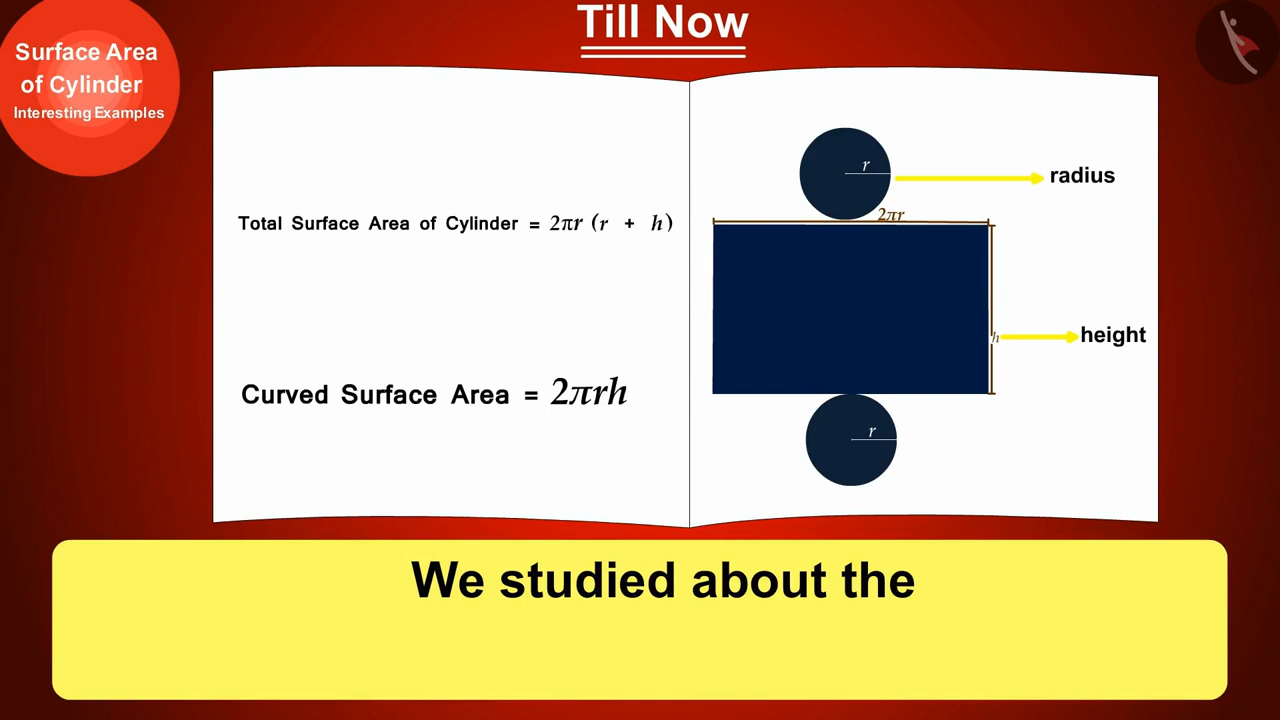 Till Now
Surface Area
of Cylinder
Interesting Examples
Total Surface Area of Cylinder = 2πr (r + h)
Curved Surface Area = 2πrh
r
radius
2πr
h
height
r
We studied about the